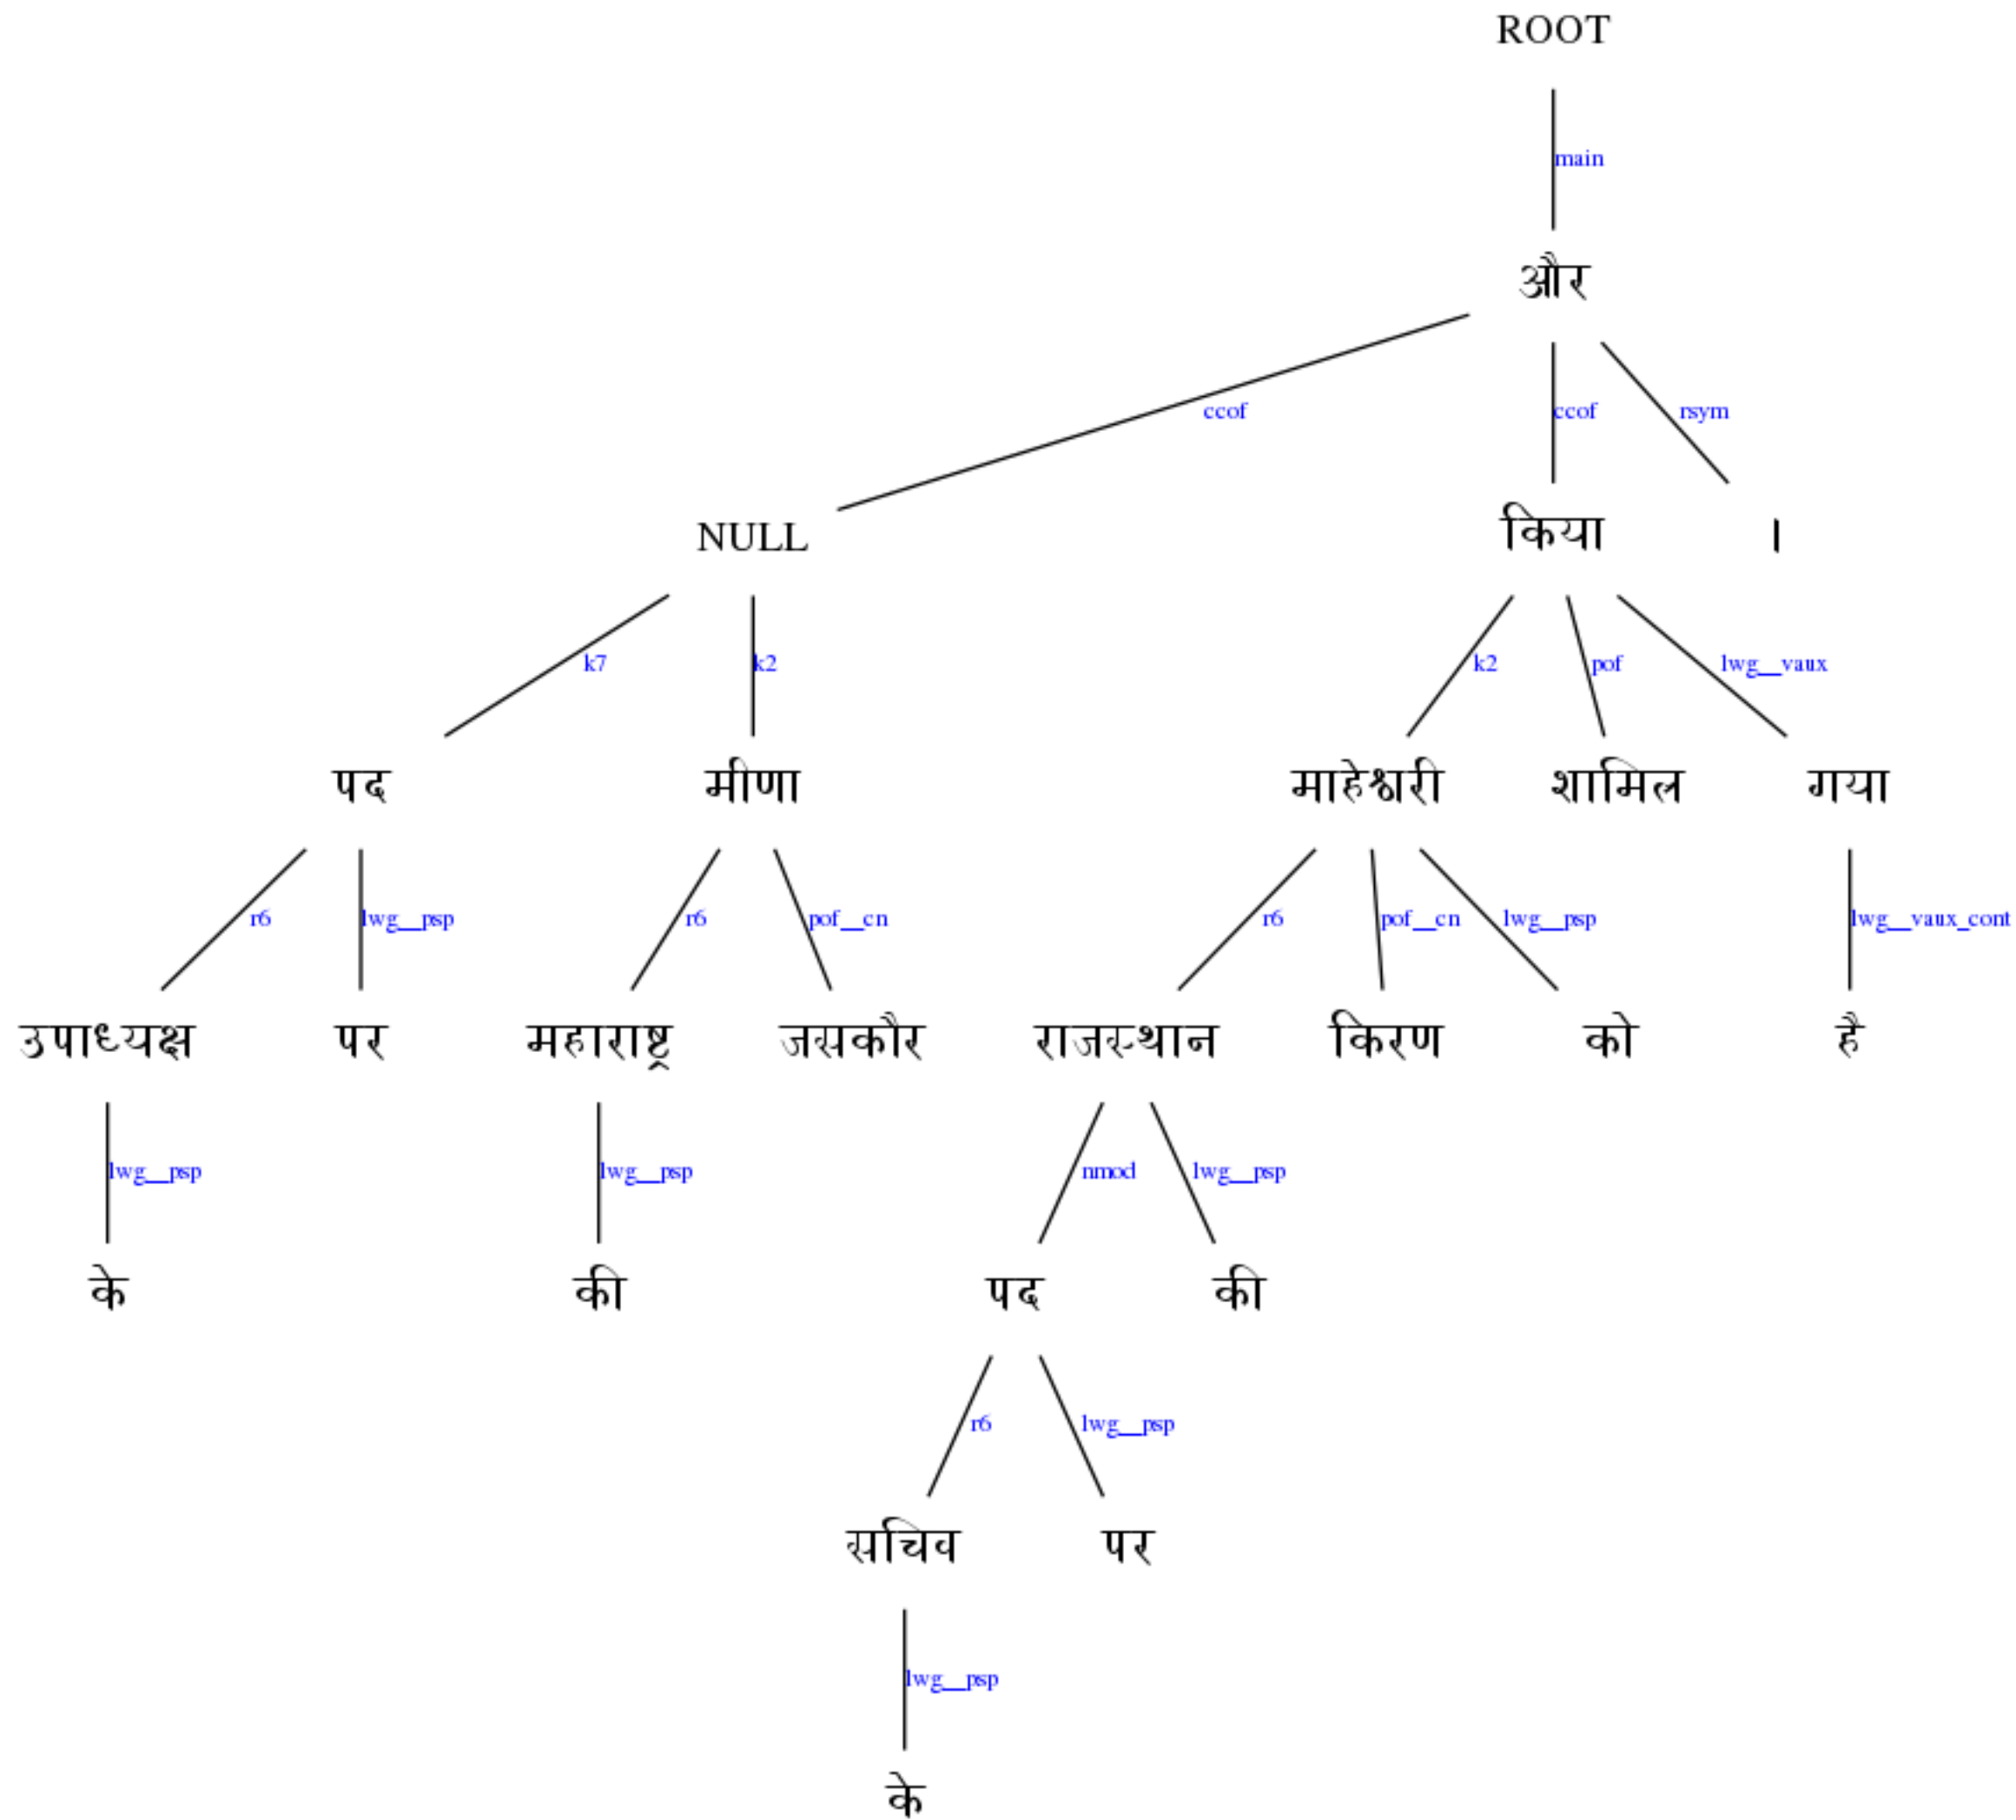 ROOT
main
और
ccof ccof rsym
NULL किया ।
k7 k2 k2 pof lwg__vaux
पद मीणा माहेश्वरी शामिल गया
r6 lwg__psp r6 pof__cn r6 pof__cn lwg__psp lwg__vaux_cont
उपाध्यक्ष पर महाराष्ट्र जसकौर राजस्थान किरण को है
lwg__psp lwg__psp nmod lwg__psp
के की पद की
r6 lwg__psp
सचिव पर
lwg__psp
के